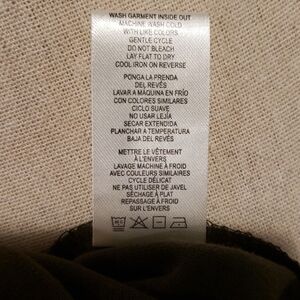 WASH GARMENT INSIDE OUT
MACHINE WASH COLD
WITH LIKE COLORS
GENTLE CYCLE
DO NOT BLEACH
LAY FLAT TO DRY
COOL IRON ON REVERSE
PONGA LA PRENDA
DEL REVÉS
LAVAR A MÁQUINA EN FRÍO
CON COLORES SIMILARES
CICLO SUAVE
NO USAR LEJÍA
SECAR EXTENDIDA
PLANCHAR A TEMPERATURA
BAJA DEL REVÉS
METTRE LE VÊTEMENT
À L'ENVERS
LAVAGE MACHINE À FROID
AVEC COULEURS SIMILAIRES
CYCLE DÉLICAT
NE PAS UTILISER DE JAVEL
SÉCHAGE À PLAT
REPASSAGE À FROID
SUR L'ENVERS